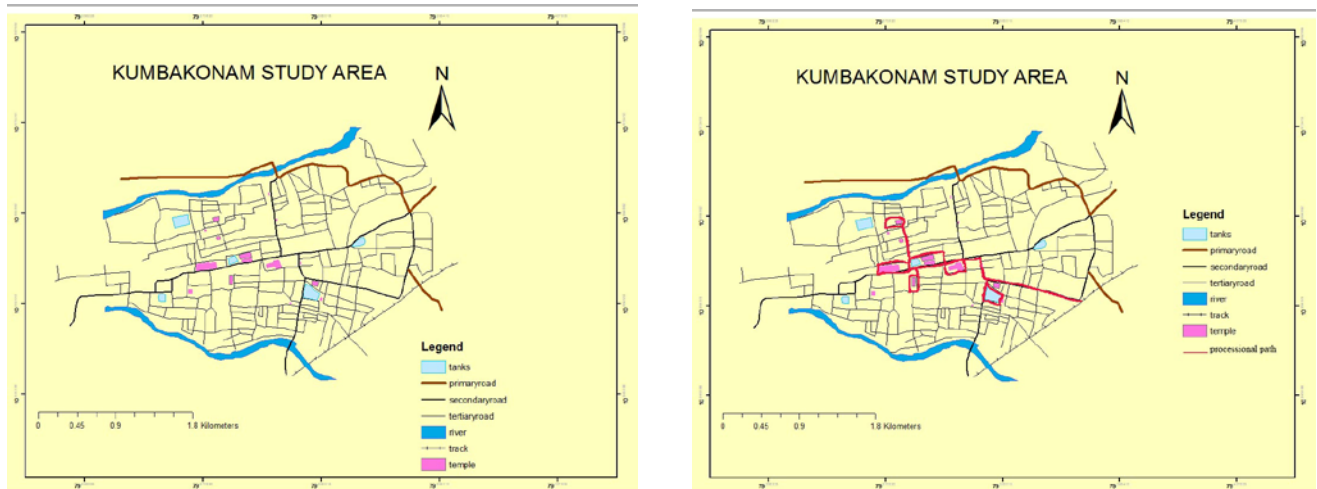 KUMBAKONAM STUDY AREA
N
Legend
tanks
primaryroad
secondaryroad
tertiaryroad
river
track
temple
0 0.45 0.9 1.8 Kilometers
KUMBAKONAM STUDY AREA
N
Legend
tanks
primaryroad
secondaryroad
tertiaryroad
river
track
temple
processional path
0 0.45 0.9 1.8 Kilometers